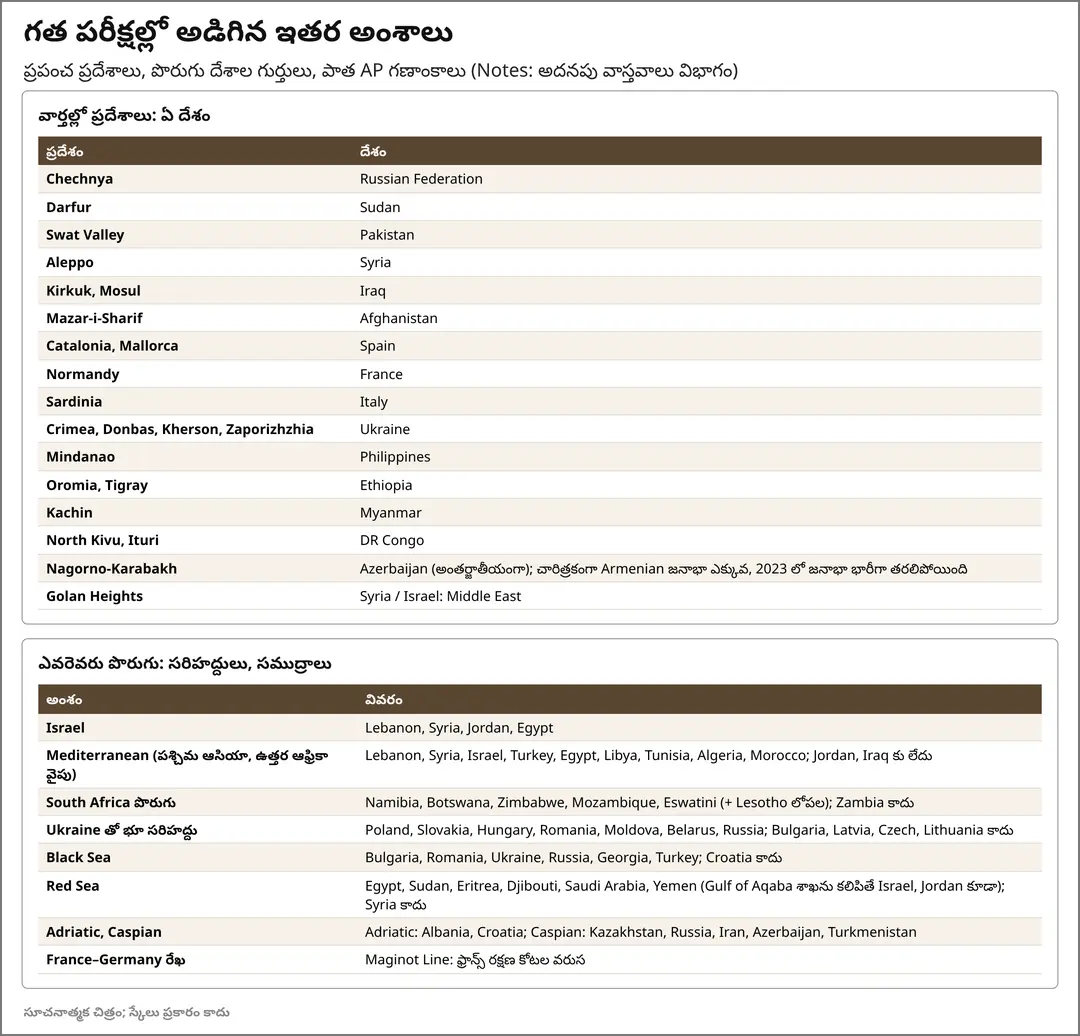 గత పరీక్షల్లో అడిగిన ఇతర అంశాలు
ప్రపంచ ప్రదేశాలు, పొరుగు దేశాల గుర్తులు, పాత AP గణాంకాలు (Notes: అదనపు వాస్తవాలు విభాగం)
వార్తల్లో ప్రదేశాలు: ఏ దేశం
ప్రదేశం దేశం
Chechnya Russian Federation
Darfur Sudan
Swat Valley Pakistan
Aleppo Syria
Kirkuk, Mosul Iraq
Mazar-i-Sharif Afghanistan
Catalonia, Mallorca Spain
Normandy France
Sardinia Italy
Crimea, Donbas, Kherson, Zaporizhzhia Ukraine
Mindanao Philippines
Oromia, Tigray Ethiopia
Kachin Myanmar
North Kivu, Ituri DR Congo
Nagorno-Karabakh Azerbaijan (అంతర్జాతీయంగా); చారిత్రకంగా Armenian జనాభా ఎక్కువ, 2023 లో జనాభా భారీగా తరలిపోయింది
Golan Heights Syria / Israel: Middle East
ఎవరెవరు పొరుగు: సరిహద్దులు, సముద్రాలు
అంశం వివరం
Israel Lebanon, Syria, Jordan, Egypt
Mediterranean (పశ్చిమ ఆసియా, ఉత్తర ఆఫ్రికా Lebanon, Syria, Israel, Turkey, Egypt, Libya, Tunisia, Algeria, Morocco; Jordan, Iraq కు లేదు
వైపు)
South Africa పొరుగు Namibia, Botswana, Zimbabwe, Mozambique, Eswatini (+ Lesotho లోపల); Zambia కాదు
Ukraine తో భూ సరిహద్దు Poland, Slovakia, Hungary, Romania, Moldova, Belarus, Russia; Bulgaria, Latvia, Czech, Lithuania కాదు
Black Sea Bulgaria, Romania, Ukraine, Russia, Georgia, Turkey; Croatia కాదు
Red Sea Egypt, Sudan, Eritrea, Djibouti, Saudi Arabia, Yemen (Gulf of Aqaba శాఖను కలిపితే Israel, Jordan కూడా);
Syria కాదు
Adriatic, Caspian Adriatic: Albania, Croatia; Caspian: Kazakhstan, Russia, Iran, Azerbaijan, Turkmenistan
France–Germany రేఖ Maginot Line: ఫ్రాన్స్ రక్షణ కోటల వరుస
సూచనాత్మక చిత్రం; స్కేలు ప్రకారం కాదు